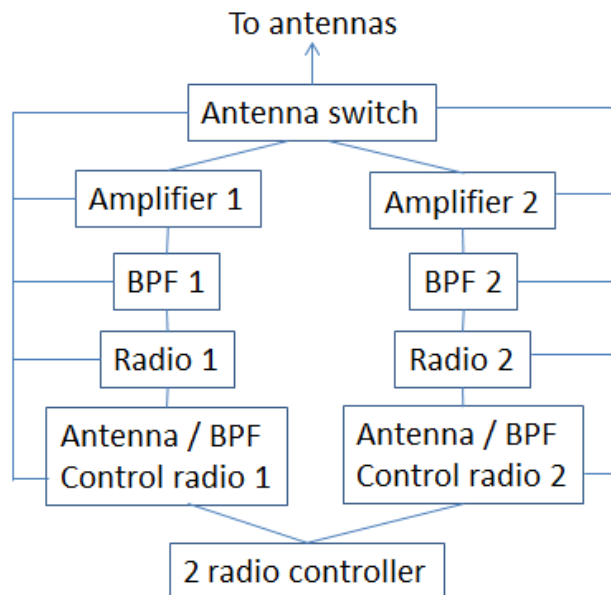 To antennas
Antenna switch
Amplifier 1
Amplifier 2
BPF 1
BPF 2
Radio 1
Radio 2
Antenna / BPF
Control radio 1
Antenna / BPF
Control radio 2
2 radio controller